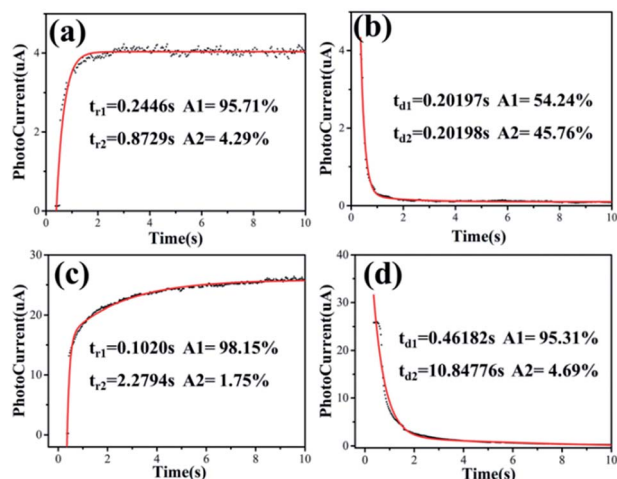 (a)
PhotoCurrent(uA)
4
2
0
tr1=0.2446s A1= 95.71%
tr2=0.8729s A2= 4.29%
0 2 4 6 8 10
Time(s)
(b)
PhotoCurrent(uA)
4
2
0
td1=0.20197s A1= 54.24%
td2=0.20198s A2= 45.76%
0 2 4 6 8 10
Time(s)
(c)
PhotoCurrent(uA)
30
20
10
0
tr1=0.1020s A1= 98.15%
tr2=2.2794s A2= 1.75%
0 2 4 6 8 10
Time(s)
(d)
PhotoCurrent(uA)
40
30
20
10
0
td1=0.46182s A1= 95.31%
td2=10.84776s A2= 4.69%
0 2 4 6 8 10
Time(s)